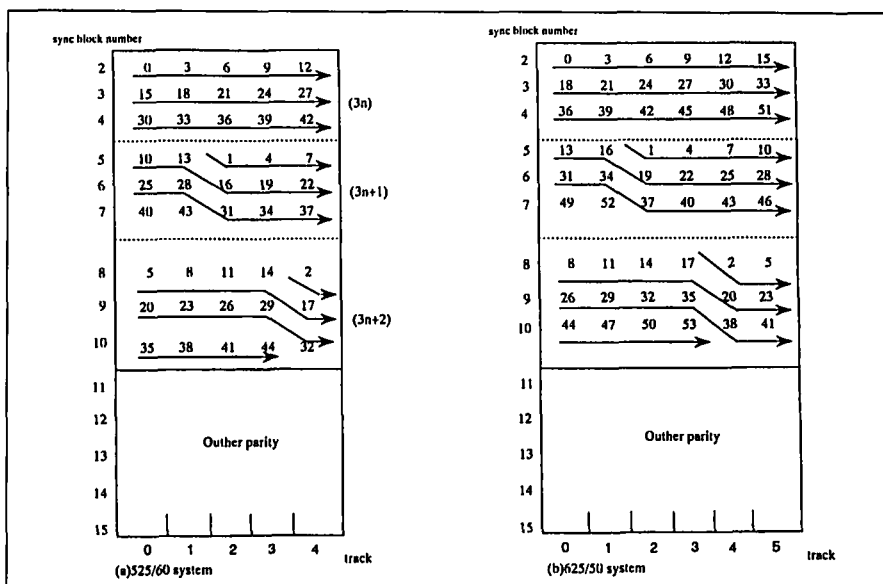 sync block number
2 0 3 6 9 12
3 15 18 21 24 27 (3n)
4 30 33 36 39 42
5 10 13 1 4 7
6 25 28 16 19 22 (3n+1)
7 40 43 31 34 37
8 5 8 11 14 2
9 20 23 26 29 17 (3n+2)
10 35 38 41 44 32
11
12
Outher parity
13
14
15
0 1 2 3 4 track
(a)525/60 system
sync block number
2 0 3 6 9 12 15
3 18 21 24 27 30 33
4 36 39 42 45 48 51
5 13 16 1 4 7 10
6 31 34 19 22 25 28
7 49 52 37 40 43 46
8 8 11 14 17 2 5
9 26 29 32 35 20 23
10 44 47 50 53 38 41
11
12
Outher parity
13
14
15
0 1 2 3 4 5
(b)625/50 system track